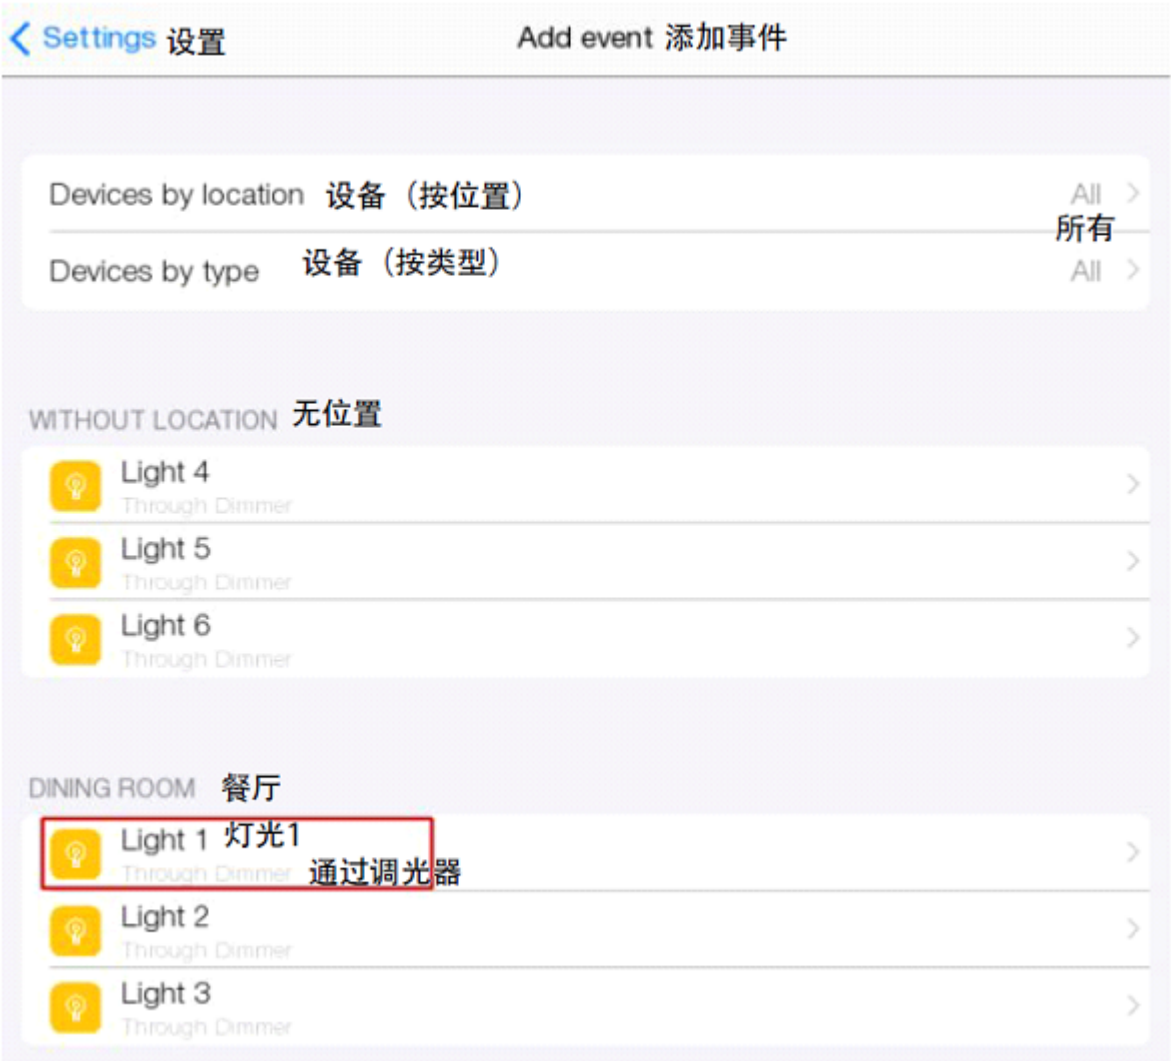 Settings 设置 Add event 添加事件
Devices by location 设备（按位置） All
所有
Devices by type 设备（按类型） All
WITHOUT LOCATION 无位置
Light 4
Through Dimmer
Light 5
Through Dimmer
Light 6
Through Dimmer
DINING ROOM 餐厅
Light 1 灯光1
Through Dimmer 通过调光器
Light 2
Through Dimmer
Light 3
Through Dimmer